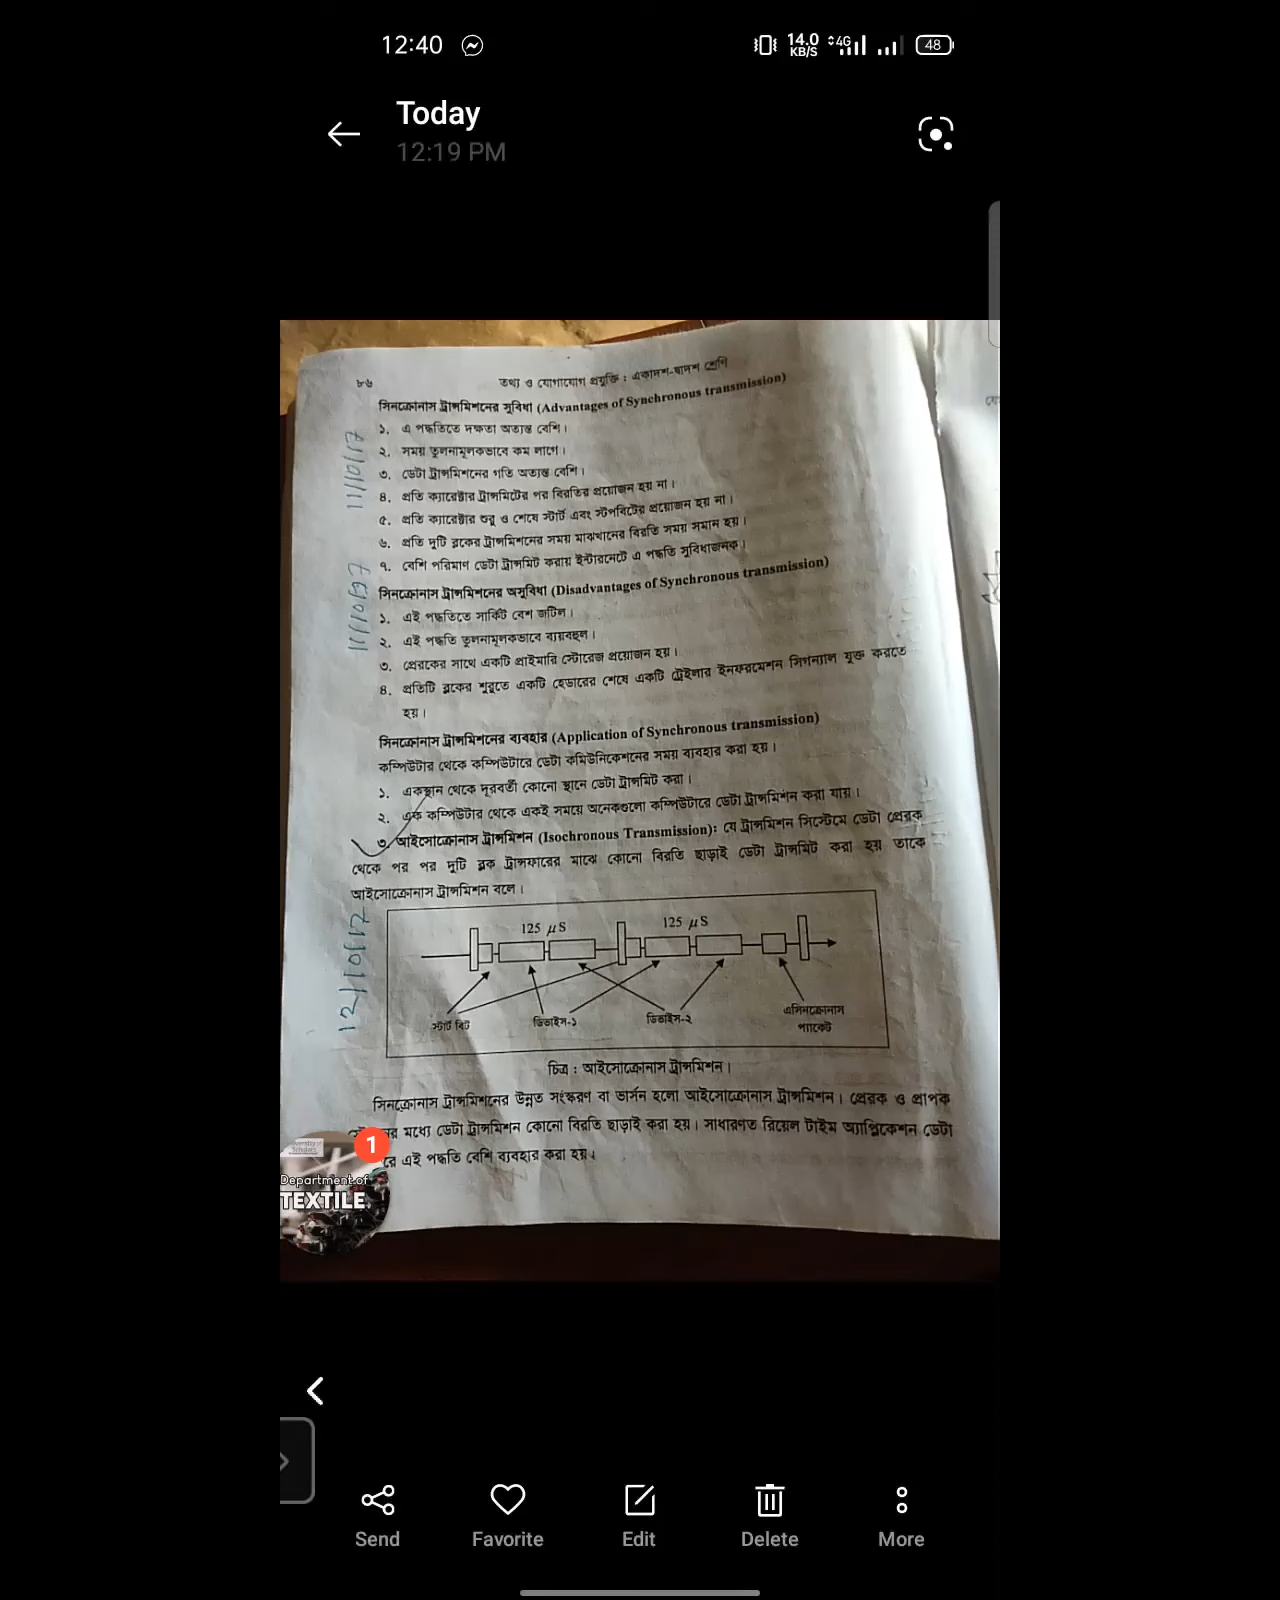 12:40
14.0
KB/S
4G
48
Today
12:19 PM
৮৬
তথ্য ও যোগাযোগ প্রযুক্তি : একাদশ-দ্বাদশ শ্রেণি
সিনক্রোনাস ট্রান্সমিশনের সুবিধা (Advantages of Synchronous transmission)
১. এ পদ্ধতিতে দক্ষতা অত্যন্ত বেশি।
২. সময় তুলনামূলকভাবে কম লাগে।
৩. ডেটা ট্রান্সমিশনের গতি অত্যন্ত বেশি।
৪. প্রতি ক্যারেক্টার ট্রান্সমিটের পর বিরতির প্রয়োজন হয় না।
৫. প্রতি ক্যারেক্টার শুরু ও শেষে স্টার্ট এবং স্টপবিটের প্রয়োজন হয় না।
৬. প্রতি দুটি ব্লকের ট্রান্সমিশনের সময় মাঝখানের বিরতি সময় সমান হয়।
৭. বেশি পরিমাণ ডেটা ট্রান্সমিট করায় ইন্টারনেটে এ পদ্ধতি সুবিধাজনক।
সিনক্রোনাস ট্রান্সমিশনের অসুবিধা (Disadvantages of Synchronous transmission)
১. এই পদ্ধতিতে সার্কিট বেশ জটিল।
২. এই পদ্ধতি তুলনামূলকভাবে ব্যয়বহুল।
৩. প্রেরকের সাথে একটি প্রাইমারি স্টোরেজ প্রয়োজন হয়।
৪. প্রতিটি ব্লকের শুরুতে একটি হেডারের শেষে একটি ট্রেইলার ইনফরমেশন সিগন্যাল যুক্ত করতে
হয়।
সিনক্রোনাস ট্রান্সমিশনের ব্যবহার (Application of Synchronous transmission)
কম্পিউটার থেকে কম্পিউটারে ডেটা কমিউনিকেশনের সময় ব্যবহার করা হয়।
১. একস্থান থেকে দূরবর্তী কোনো স্থানে ডেটা ট্রান্সমিট করা।
২. এক কম্পিউটার থেকে একই সময়ে অনেকগুলো কম্পিউটারে ডেটা ট্রান্সমিশন করা যায়।
৩. আইসোক্রোনাস ট্রান্সমিশন (Isochronous Transmission): যে ট্রান্সমিশন সিস্টেমে ডেটা প্রেরক
থেকে পর পর দুটি ব্লক ট্রান্সফারের মাঝে কোনো বিরতি ছাড়াই ডেটা ট্রান্সমিট করা হয় তাকে
আইসোক্রোনাস ট্রান্সমিশন বলে।
125 μS 125 μS
স্টার্ট বিট ডিভাইস-১ ডিভাইস-২ এসিনক্রোনাস
প্যাকেট
চিত্র : আইসোক্রোনাস ট্রান্সমিশন।
সিনক্রোনাস ট্রান্সমিশনের উন্নত সংস্করণ বা ভার্সন হলো আইসোক্রোনাস ট্রান্সমিশন। প্রেরক ও প্রাপক
মধ্যে ডেটা ট্রান্সমিশন কোনো বিরতি ছাড়াই করা হয়। সাধারণত রিয়েল টাইম অ্যাপ্লিকেশন ডেটা
এই পদ্ধতি বেশি ব্যবহার করা হয়।
1
University of
Scholars
Department of
TEXTILE
Send Favorite Edit Delete More